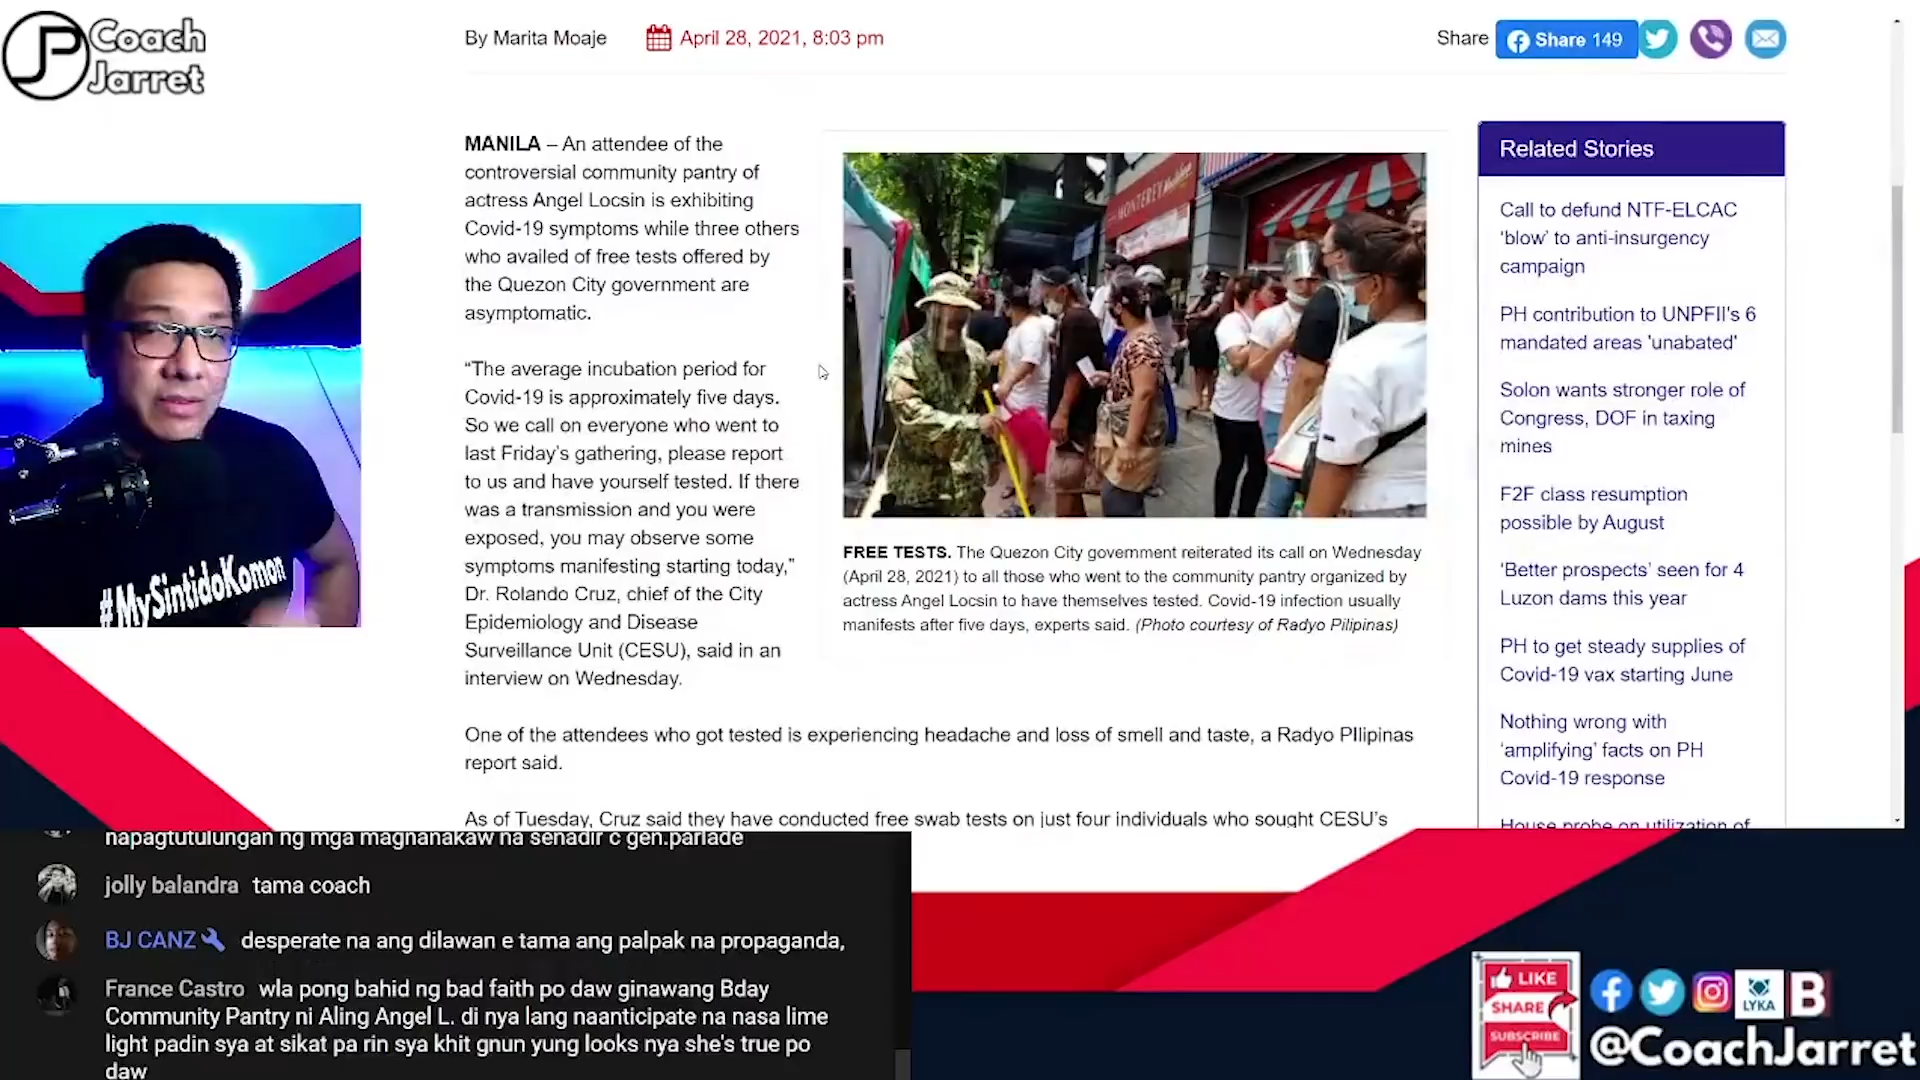 Coach
Jarret
By Marita Moaje
April 28, 2021, 8:03 pm
Share
Share 149
MANILA – An attendee of the
controversial community pantry of
actress Angel Locsin is exhibiting
Covid-19 symptoms while three others
who availed of free tests offered by
the Quezon City government are
asymptomatic.
“The average incubation period for
Covid-19 is approximately five days.
So we call on everyone who went to
last Friday’s gathering, please report
to us and have yourself tested. If there
was a transmission and you were
exposed, you may observe some
symptoms manifesting starting today,”
Dr. Rolando Cruz, chief of the City
Epidemiology and Disease
Surveillance Unit (CESU), said in an
interview on Wednesday.
One of the attendees who got tested is experiencing headache and loss of smell and taste, a Radyo PIlipinas
report said.
As of Tuesday, Cruz said they have conducted free swab tests on just four individuals who sought CESU’s
MONTEREY
FREE TESTS. The Quezon City government reiterated its call on Wednesday
(April 28, 2021) to all those who went to the community pantry organized by
actress Angel Locsin to have themselves tested. Covid-19 infection usually
manifests after five days, experts said. (Photo courtesy of Radyo Pilipinas)
Related Stories
Call to defund NTF-ELCAC
‘blow’ to anti-insurgency
campaign
PH contribution to UNPFII's 6
mandated areas 'unabated'
Solon wants stronger role of
Congress, DOF in taxing
mines
F2F class resumption
possible by August
‘Better prospects’ seen for 4
Luzon dams this year
PH to get steady supplies of
Covid-19 vax starting June
Nothing wrong with
‘amplifying’ facts on PH
Covid-19 response
House probe on utilization of
#MySintidoKomon
napagtutulungan ng mga magnanakaw na senadir c gen.parlade
jolly balandra tama coach
BJ CANZ desperate na ang dilawan e tama ang palpak na propaganda,
France Castro wla pong bahid ng bad faith po daw ginawang Bday
Community Pantry ni Aling Angel L. di nya lang naanticipate na nasa lime
light padin sya at sikat pa rin sya khit gnun yung looks nya she's true po
daw
LIKE
SHARE
SUBSCRIBE
LYKA
B
@CoachJarret